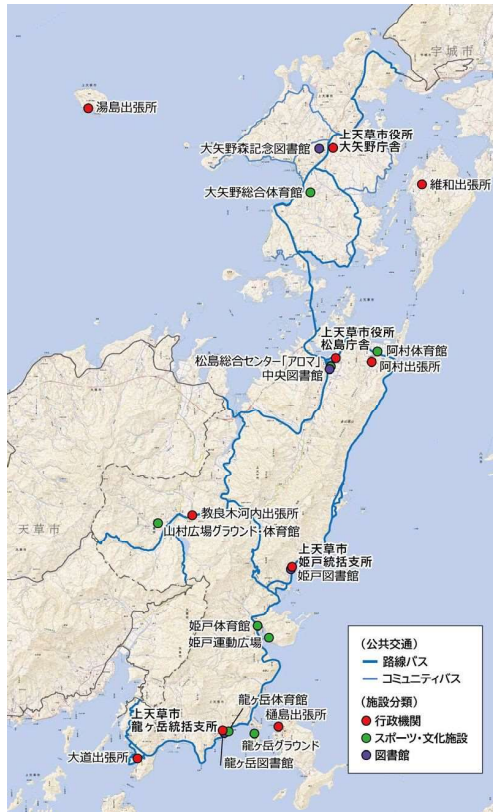 宇城市
湯島出張所
上天草市役所
大矢野庁舎
大矢野森記念図書館
維和出張所
大矢野総合体育館
上天草市役所
松島庁舎
阿村体育館
松島総合センター「アロマ」
中央図書館
阿村出張所
教良木河内出張所
山村広場グラウンド・体育館
天草市
上天草市
姫戸統括支所
姫戸図書館
姫戸体育館
姫戸運動広場
龍ヶ岳体育館
上天草市
龍ヶ岳統括支所
樋島出張所
龍ヶ岳グラウンド
大道出張所
龍ヶ岳図書館
（公共交通）
路線バス
コミュニティバス
（施設分類）
行政機関
スポーツ・文化施設
図書館